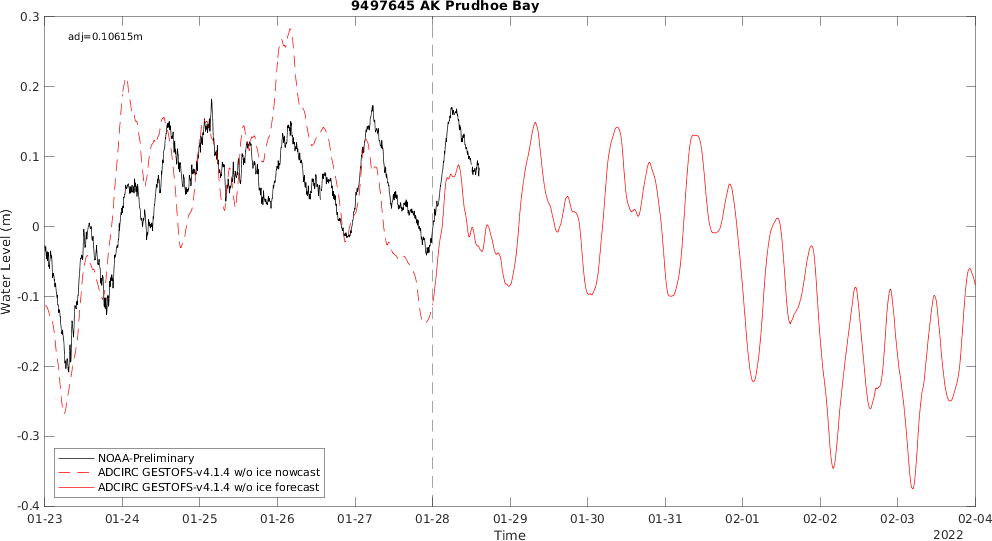 9497645 AK Prudhoe Bay
adj=0.10615m
0.3
0.2
0.1
0
-0.1
-0.2
-0.3
-0.4
Water Level (m)
NOAA-Preliminary
ADCIRC GESTOFS-v4.1.4 w/o ice nowcast
ADCIRC GESTOFS-v4.1.4 w/o ice forecast
01-23 01-24 01-25 01-26 01-27 01-28 01-29 01-30 01-31 02-01 02-02 02-03 02-04
Time
2022